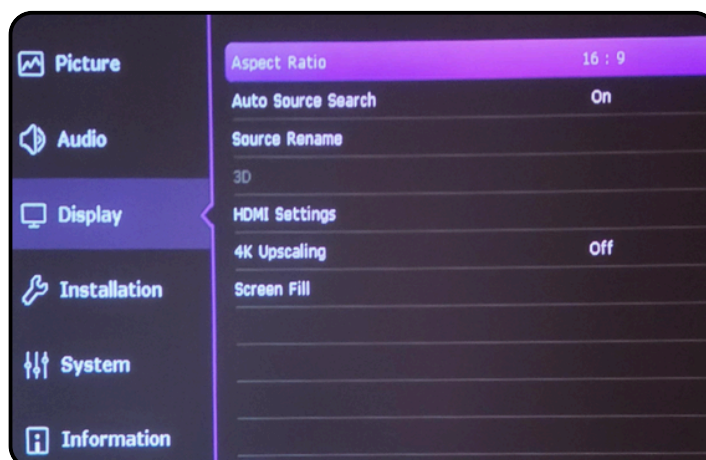 Picture
Audio
Display
Installation
System
Information
Aspect Ratio 16 : 9
Auto Source Search On
Source Rename
3D
HDMI Settings
4K Upscaling Off
Screen Fill